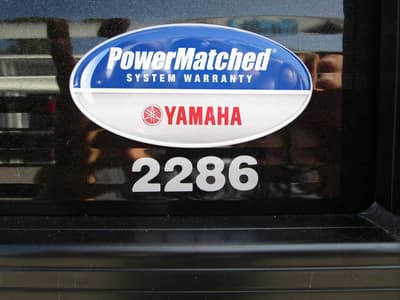 PowerMatched®
SYSTEM WARRANTY
YAMAHA
2286